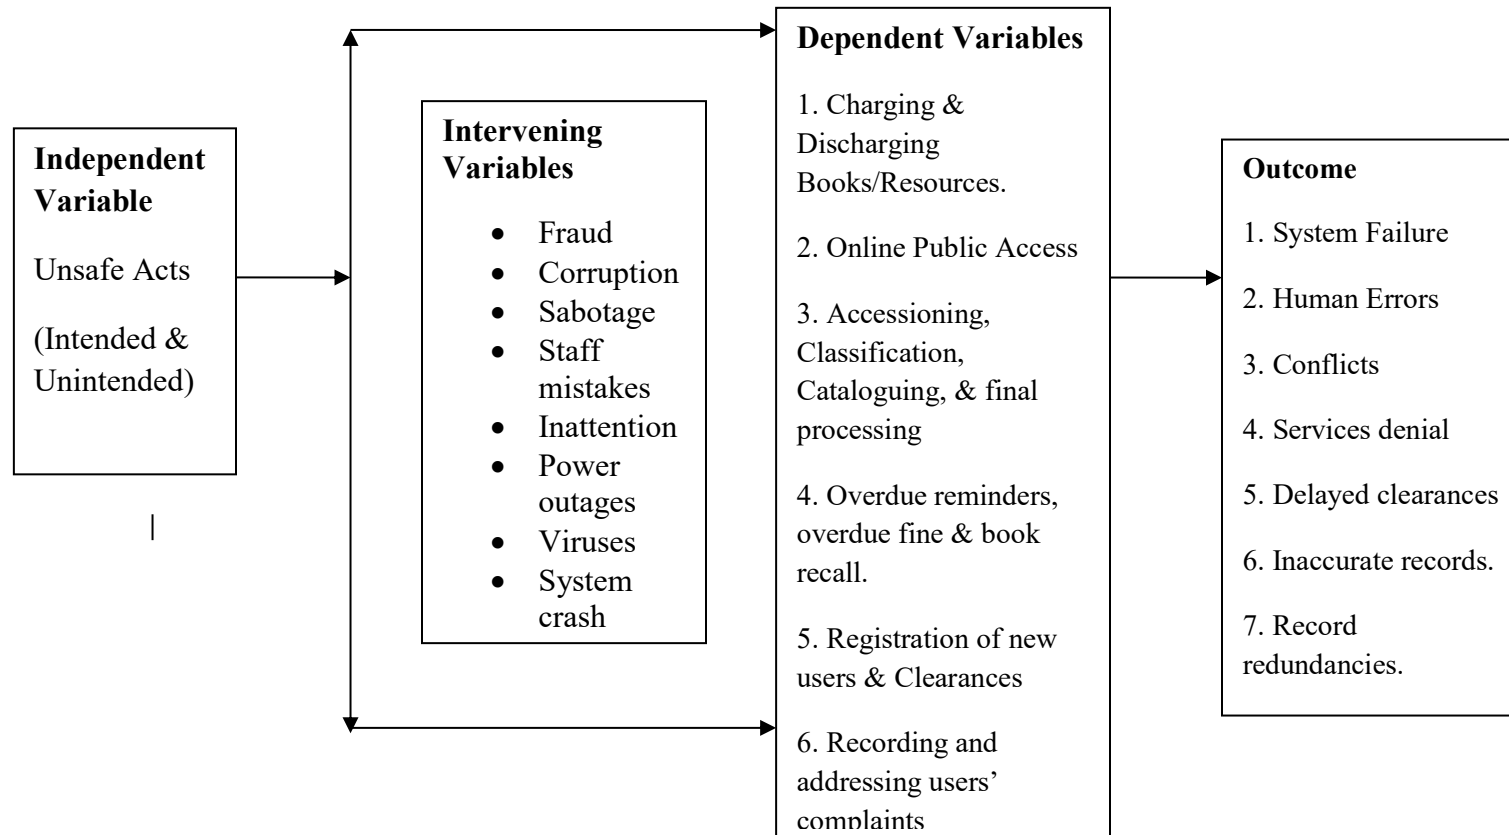 Independent
Variable
Unsafe Acts
(Intended &
Unintended)
Intervening
Variables
• Fraud
• Corruption
• Sabotage
• Staff
mistakes
• Inattention
• Power
outages
• Viruses
• System
crash
Dependent Variables
1. Charging &
Discharging
Books/Resources.
2. Online Public Access
3. Accessioning,
Classification,
Cataloguing, & final
processing
4. Overdue reminders,
overdue fine & book
recall.
5. Registration of new
users & Clearances
6. Recording and
addressing users’
complaints
Outcome
1. System Failure
2. Human Errors
3. Conflicts
4. Services denial
5. Delayed clearances
6. Inaccurate records.
7. Record
redundancies.